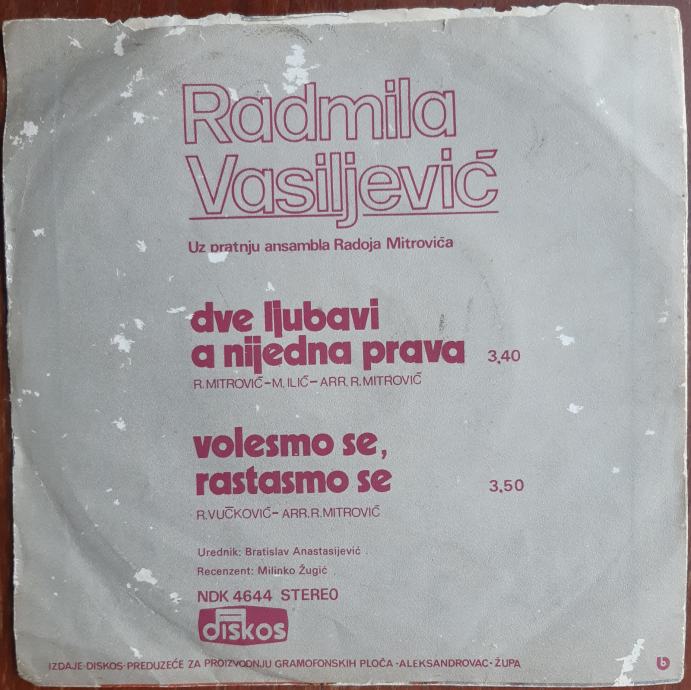 Radmila
Vasiljević
Uz pratnju ansambla Radoja Mitrovića
dve ljubavi
a nijedna prava 3,40
R. MITROVIĆ-M. ILIĆ-ARR. R. MITROVIĆ
volesmo se,
rastasmo se 3,50
R. VUČKOVIĆ-ARR. R. MITROVIĆ
Urednik: Bratislav Anastasijević
Recenzent: Milinko Žugić
NDK 4644 STEREO
diskos
IZDAJE·DISKOS·PREDUZEĆE ZA PROIZVODNJU GRAMOFONSKIH PLOČA·ALEKSANDROVAC·ŽUPA b